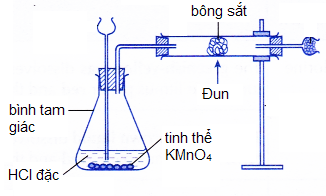 bông sắt
Đun
bình tam
giác
tinh thể
KMnO₄
HCl đặc